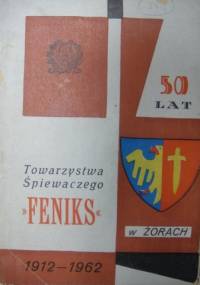 50
LAT
Towarzystwa
Śpiewaczego
»FENIKS«
w ŻORACH
1912—1962